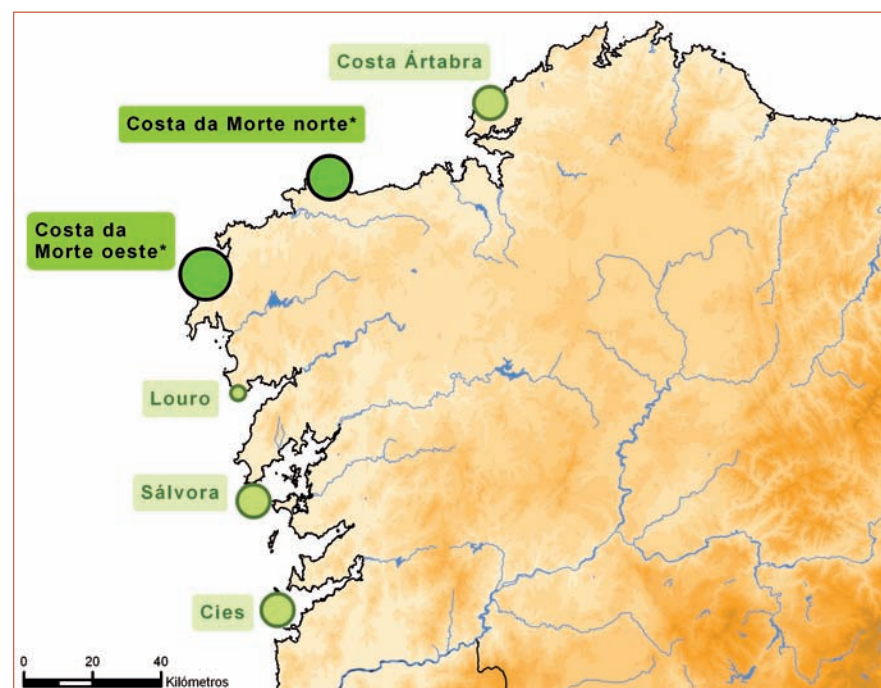 Costa Ártabra
Costa da Morte norte*
Costa da
Morte oeste*
Louro
Sálvora
Cies
0 20 40
Kilómetros